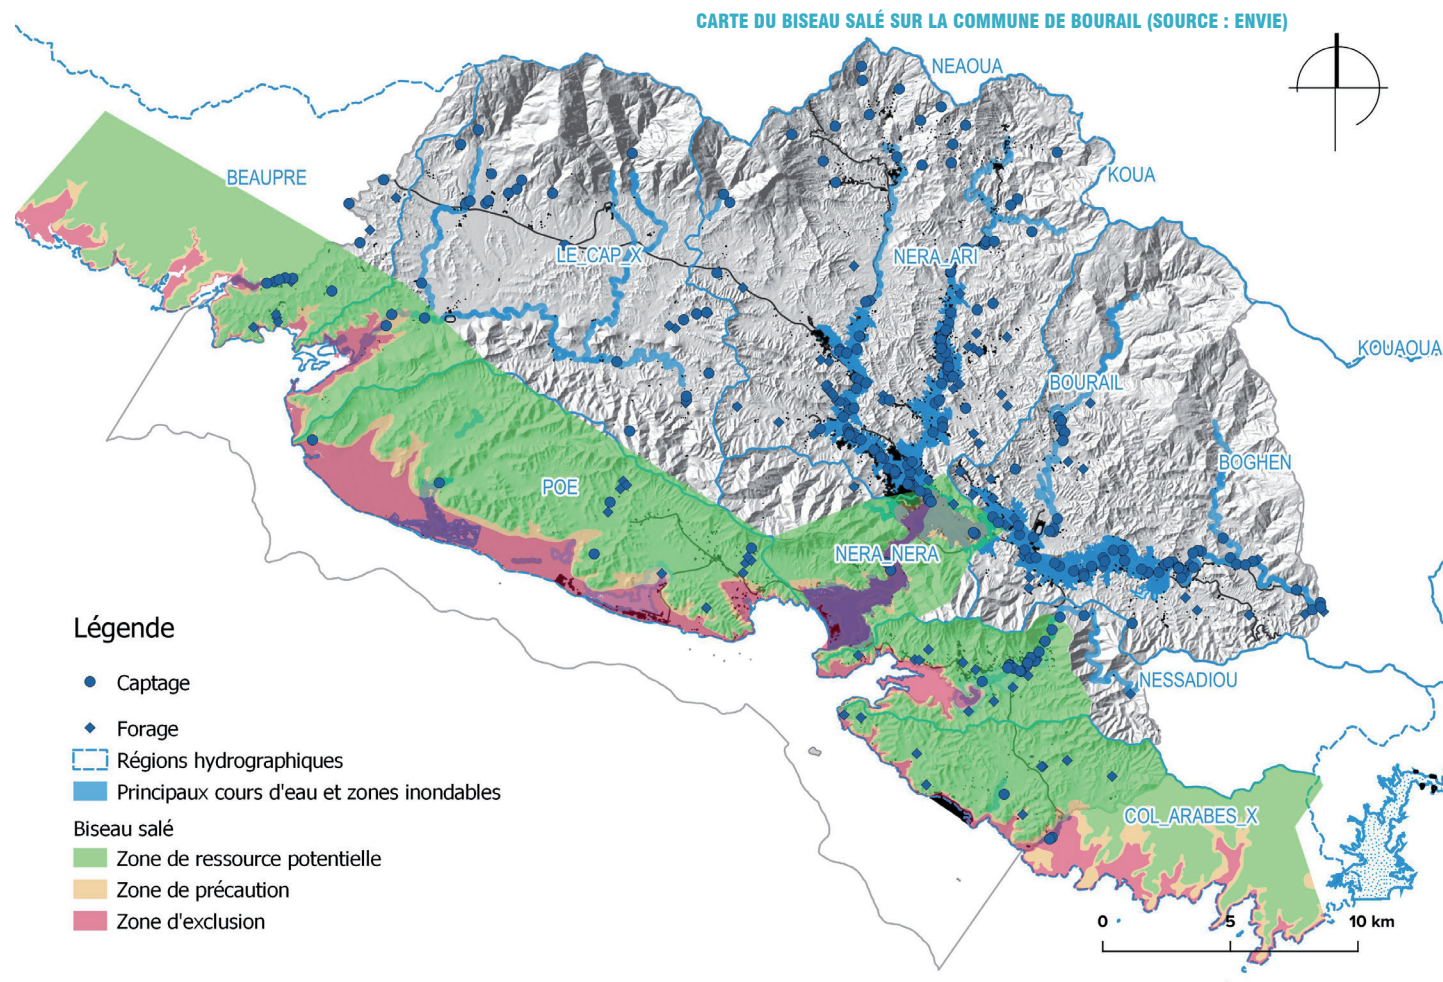 CARTE DU BISEAU SALÉ SUR LA COMMUNE DE BOURAIL (SOURCE : ENVIE)
NEAOUA
BEAUPRE
KOUA
LE_CAP_X
NERA_ARI
KOUAOUA
BOURAIL
BOGHEN
POE
NERA_NERA
NESSADIOU
COL_ARABES_X
Légende
Captage
Forage
Régions hydrographiques
Principaux cours d'eau et zones inondables
Biseau salé
Zone de ressource potentielle
Zone de précaution
Zone d'exclusion
0 5 10 km